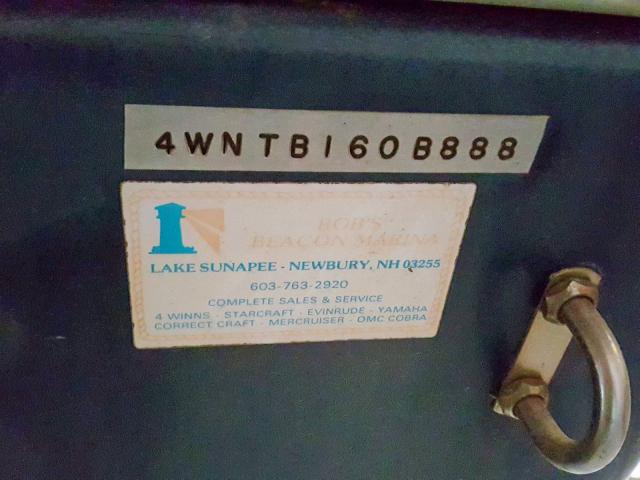 4WNTB160B888
BOB'S
BEACON MARINA
LAKE SUNAPEE - NEWBURY, NH 03255
603-763-2920
COMPLETE SALES & SERVICE
4 WINNS - STARCRAFT - EVINRUDE - YAMAHA
CORRECT CRAFT - MERCRUISER - OMC COBRA